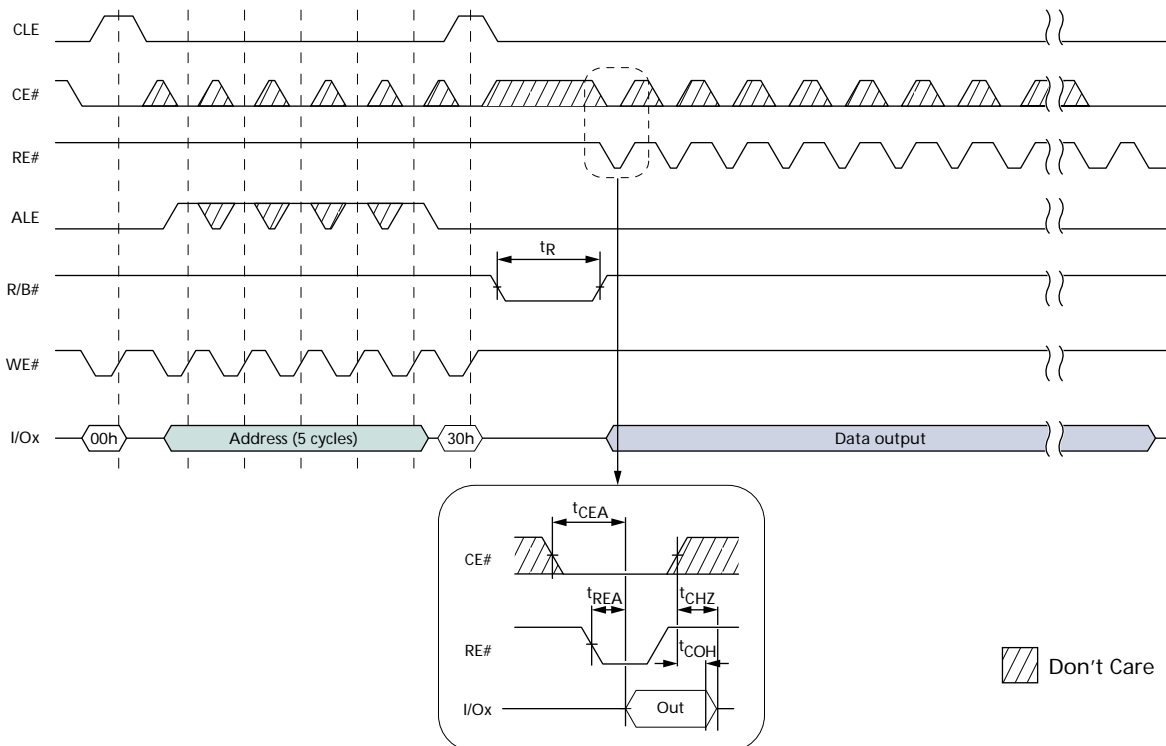 CLE
CE#
RE#
ALE
tR
R/B#
WE#
I/Ox
00h
Address (5 cycles)
30h
Data output
tCEA
CE#
tREA
tCHZ
RE#
tCOH
I/Ox
Out
Don't Care